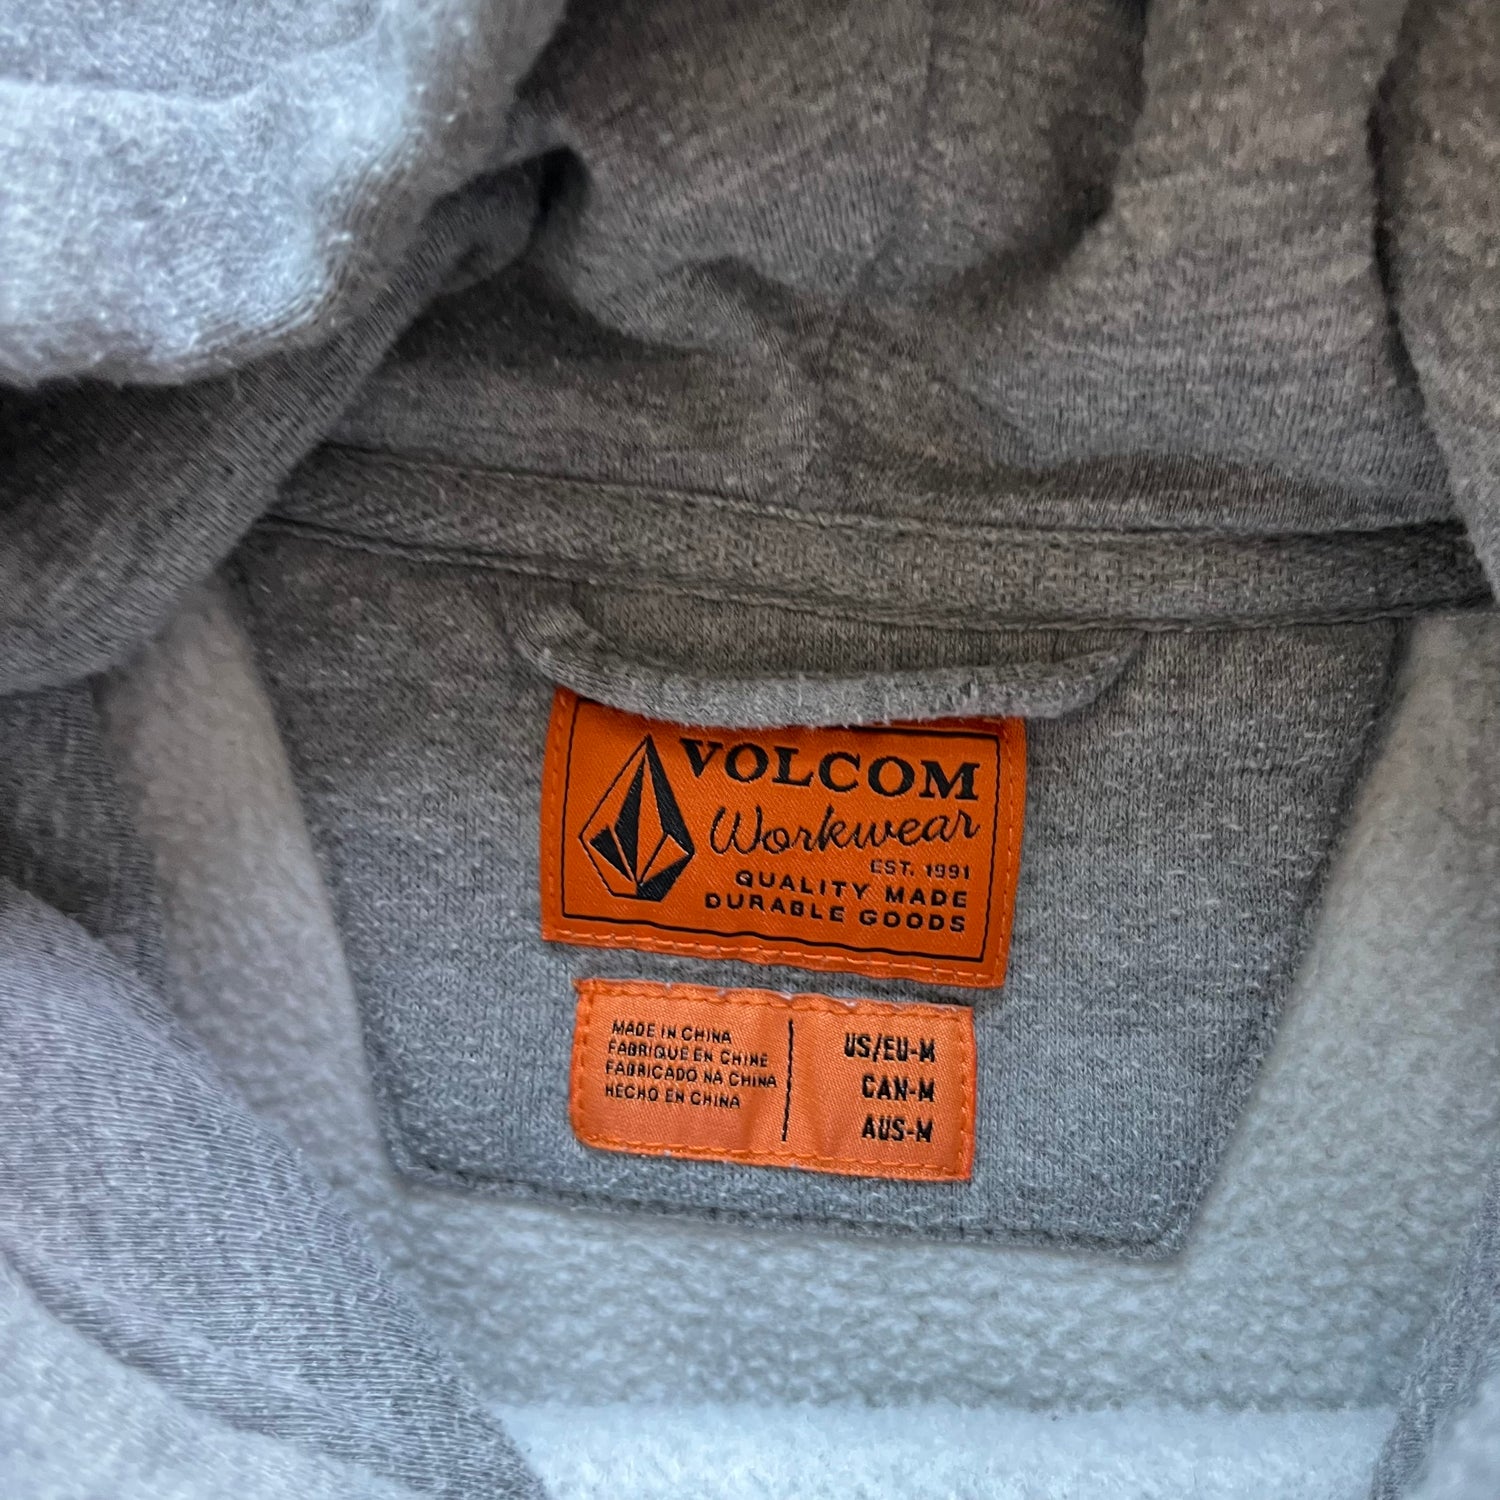 VOLCOM
Workwear
EST. 1991
QUALITY MADE
DURABLE GOODS
MADE IN CHINA
FABRIQUÉ EN CHINE
FABRICADO NA CHINA
HECHO EN CHINA
US/EU-M
CAN-M
AUS-M